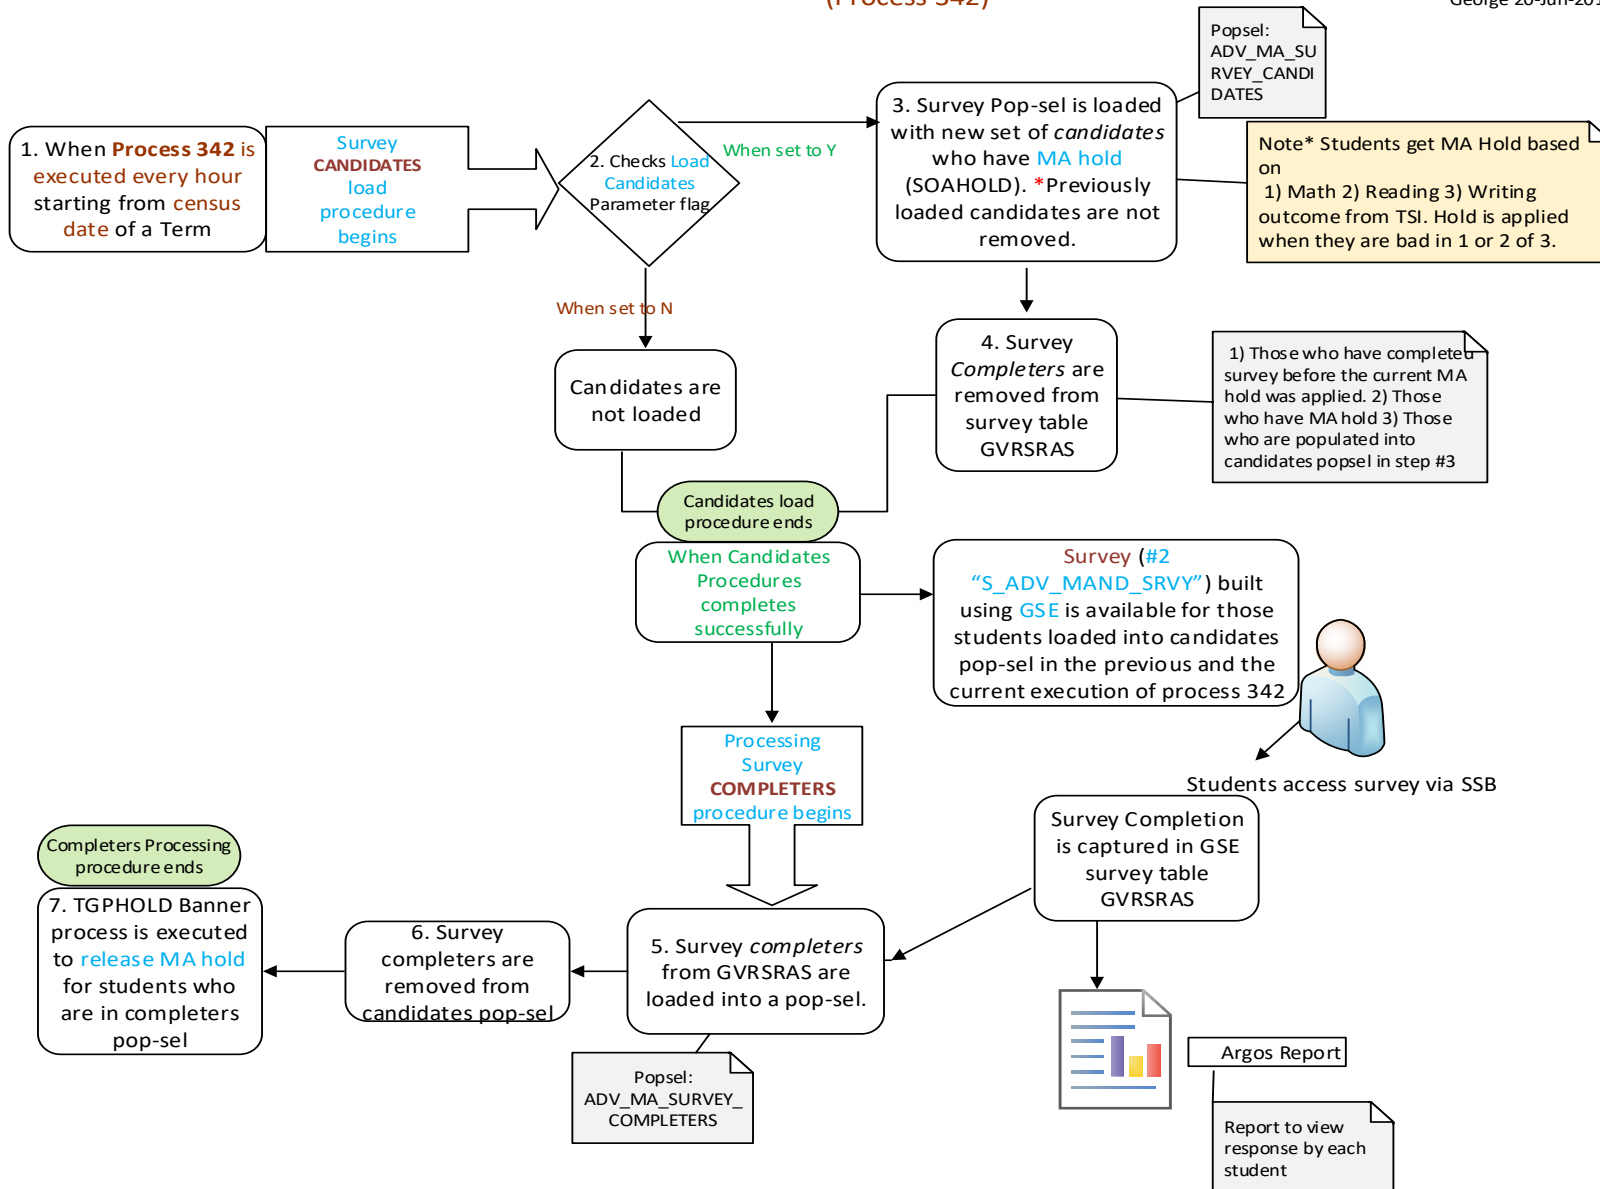 (Process 342)
George 20-Jun-201
Popsel:
ADV_MA_SU
RVEY_CANDI
DATES
1. When Process 342 is
executed every hour
starting from census
date of a Term
Survey
CANDIDATES
load
procedure
begins
2. Checks Load
Candidates
Parameter flag
When set to Y
3. Survey Pop-sel is loaded
with new set of candidates
who have MA hold
(SOAHOLD). *Previously
loaded candidates are not
removed.
Note* Students get MA Hold based
on
1) Math 2) Reading 3) Writing
outcome from TSI. Hold is applied
when they are bad in 1 or 2 of 3.
When set to N
Candidates are
not loaded
4. Survey
Completers are
removed from
survey table
GVRSRAS
1) Those who have completed
survey before the current MA
hold was applied. 2) Those
who have MA hold 3) Those
who are populated into
candidates popsel in step #3
Candidates load
procedure ends
When Candidates
Procedures
completes
successfully
Survey (#2
“S_ADV_MAND_SRVY”) built
using GSE is available for those
students loaded into candidates
pop-sel in the previous and the
current execution of process 342
Processing
Survey
COMPLETERS
procedure begins
Students access survey via SSB
Survey Completion
is captured in GSE
survey table
GVRSRAS
Completers Processing
procedure ends
7. TGPHOLD Banner
process is executed
to release MA hold
for students who
are in completers
pop-sel
6. Survey
completers are
removed from
candidates pop-sel
5. Survey completers
from GVRSRAS are
loaded into a pop-sel.
Popsel:
ADV_MA_SURVEY_
COMPLETERS
Argos Report
Report to view
response by each
student